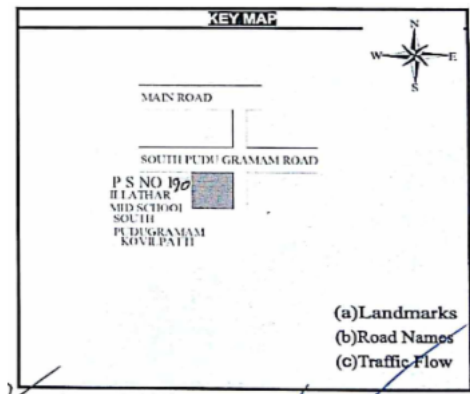 KEY MAP
N
W E
S
MAIN ROAD
SOUTH PUDU GRAMAM ROAD
P S NO 190
ILLATHAR
MID SCHOOL
SOUTH
PUDUGRAMAM
KOVILPATTI
(a)Landmarks
(b)Road Names
(c)Traffic Flow